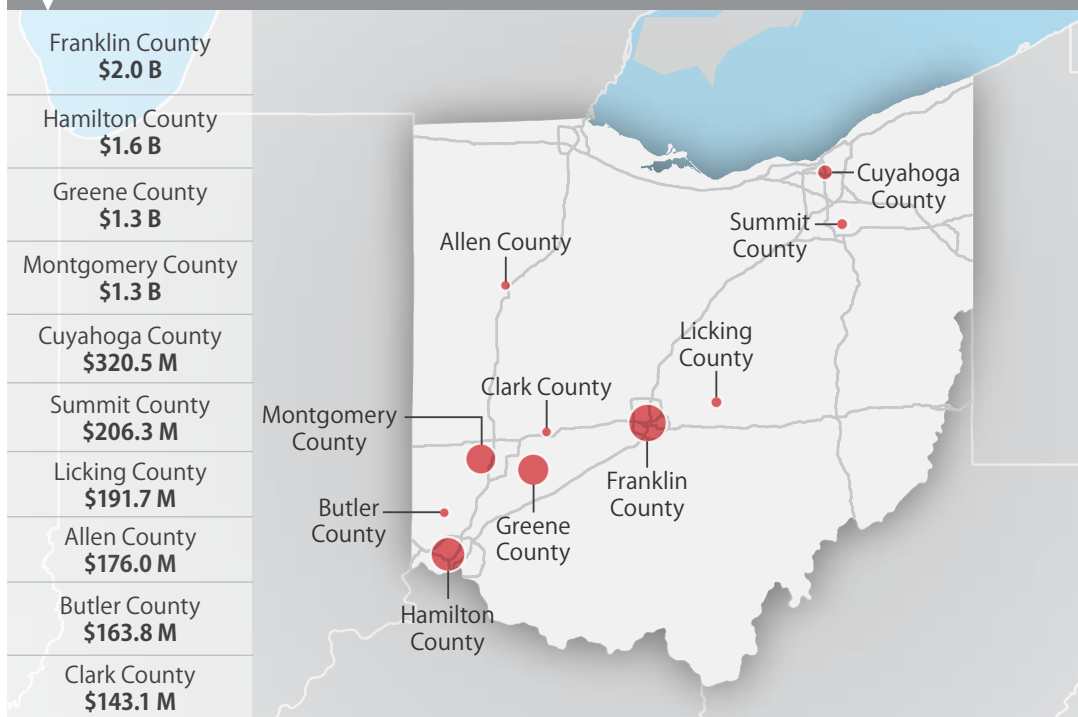 Franklin County
$2.0 B
Hamilton County
$1.6 B
Greene County
$1.3 B
Montgomery County
$1.3 B
Cuyahoga County
$320.5 M
Summit County
$206.3 M
Licking County
$191.7 M
Allen County
$176.0 M
Butler County
$163.8 M
Clark County
$143.1 M
Cuyahoga
County
Summit
County
Allen County
Licking
County
Clark County
Montgomery
County
Franklin
County
Butler
County
Greene
County
Hamilton
County